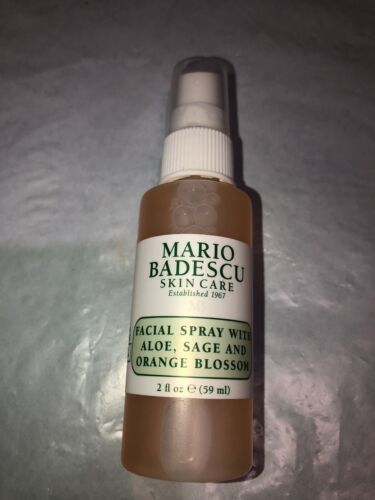 MARIO
BADESCU
SKIN CARE
Established 1967
FACIAL SPRAY WITH
ALOE, SAGE AND
ORANGE BLOSSOM
2 fl oz ℮ (59 ml)